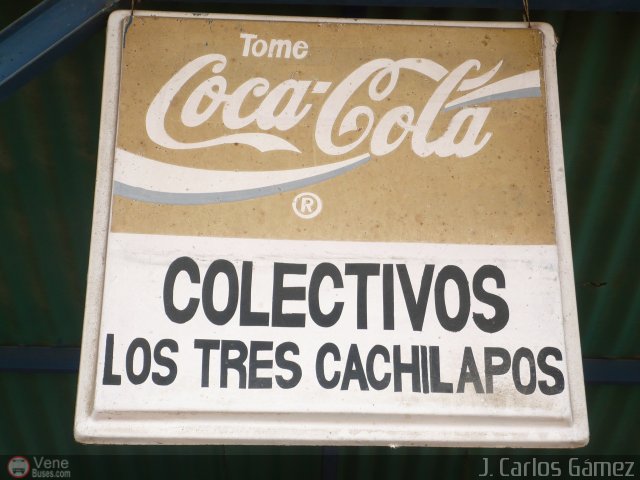 Tome
Coca-Cola
®
COLECTIVOS
LOS TRES CACHILAPOS
Vene
Buses.com
J. Carlos Gámez